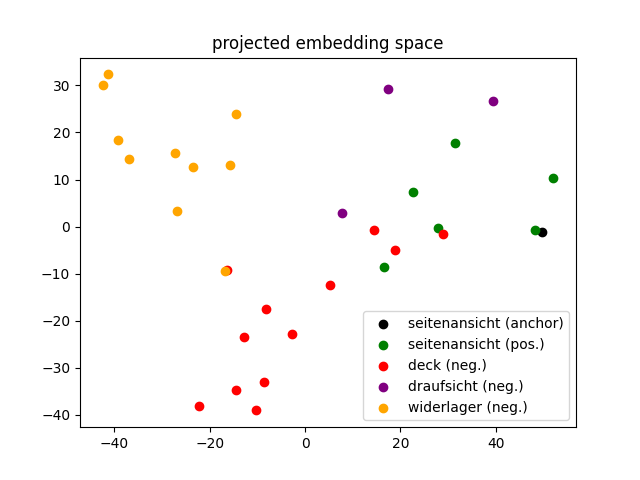 projected embedding space
30
20
10
0
−10
−20
−30
−40
−40
−20
0
20
40
seitenansicht (anchor)
seitenansicht (pos.)
deck (neg.)
draufsicht (neg.)
widerlager (neg.)